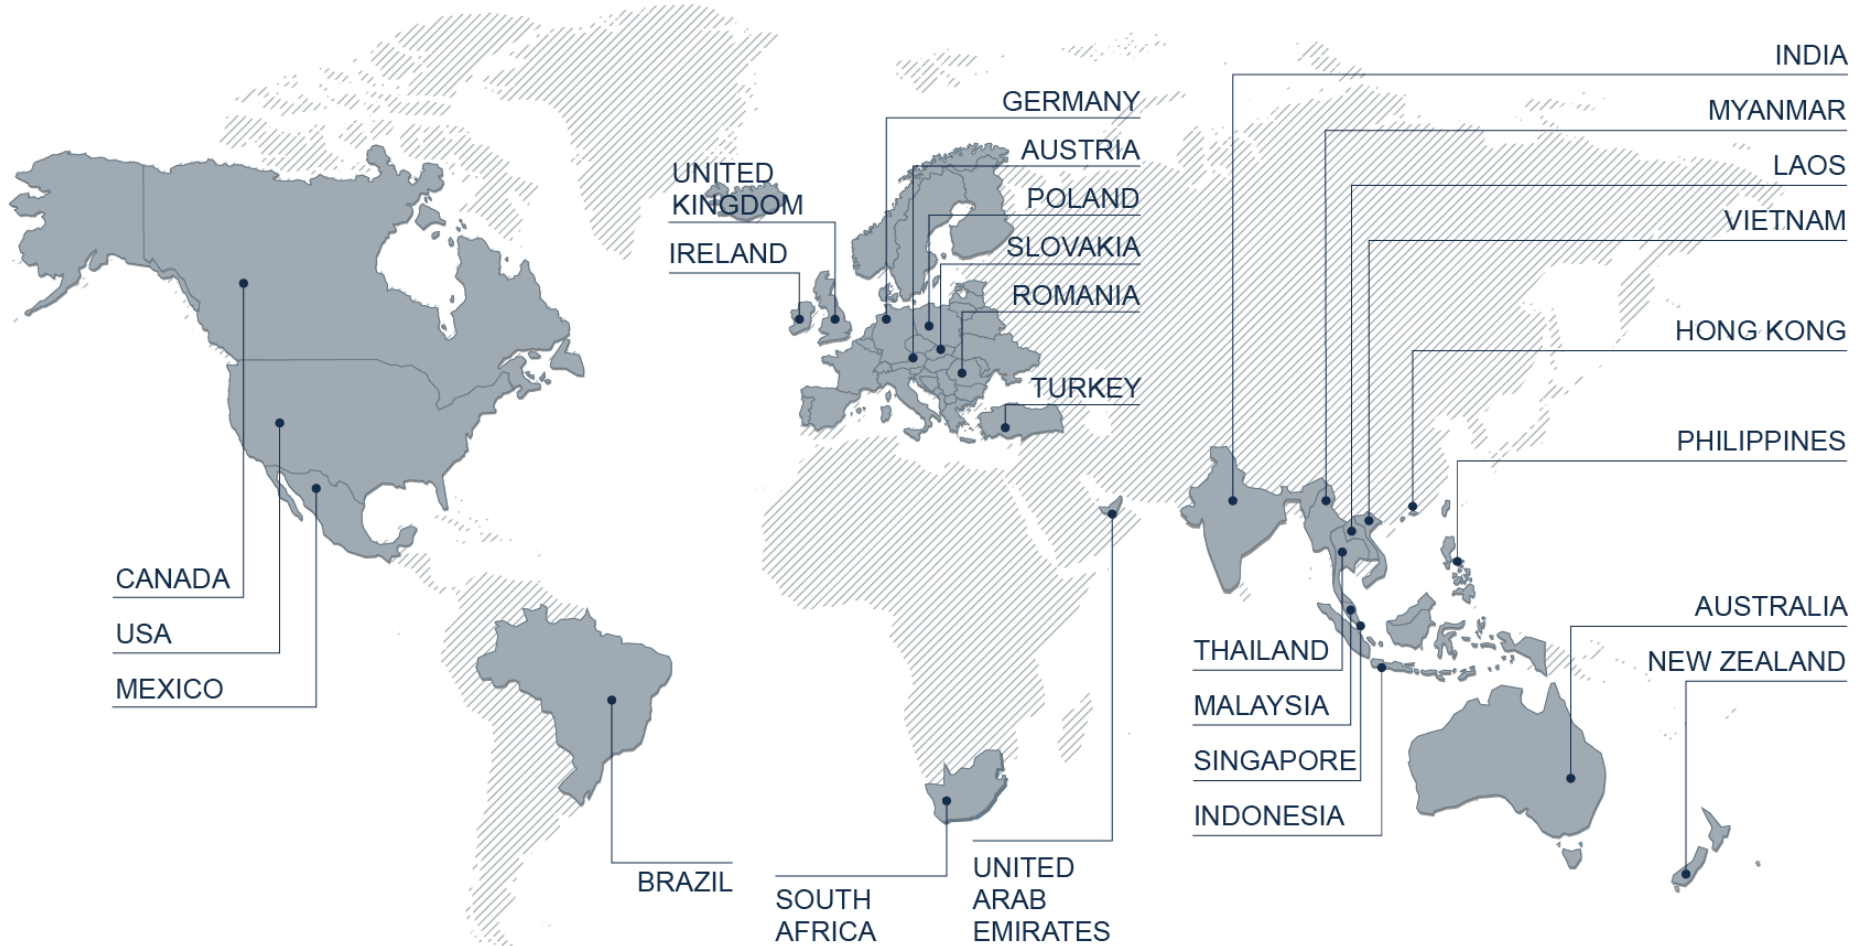 INDIA
GERMANY
MYANMAR
AUSTRIA
LAOS
UNITED
KINGDOM
POLAND
VIETNAM
IRELAND
SLOVAKIA
ROMANIA
HONG KONG
TURKEY
PHILIPPINES
CANADA
AUSTRALIA
USA
THAILAND
NEW ZEALAND
MEXICO
MALAYSIA
SINGAPORE
INDONESIA
BRAZIL
SOUTH
AFRICA
UNITED
ARAB
EMIRATES